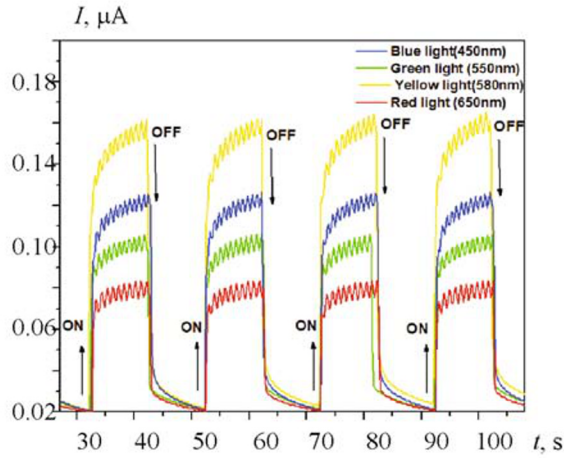 I, μA
0.18
0.14
0.10
0.06
0.02
Blue light(450nm)
Green light (550nm)
Yellow light(580nm)
Red light (650nm)
OFF
OFF
OFF
OFF
ON
ON
ON
ON
30 40 50 60 70 80 90 100 t, s